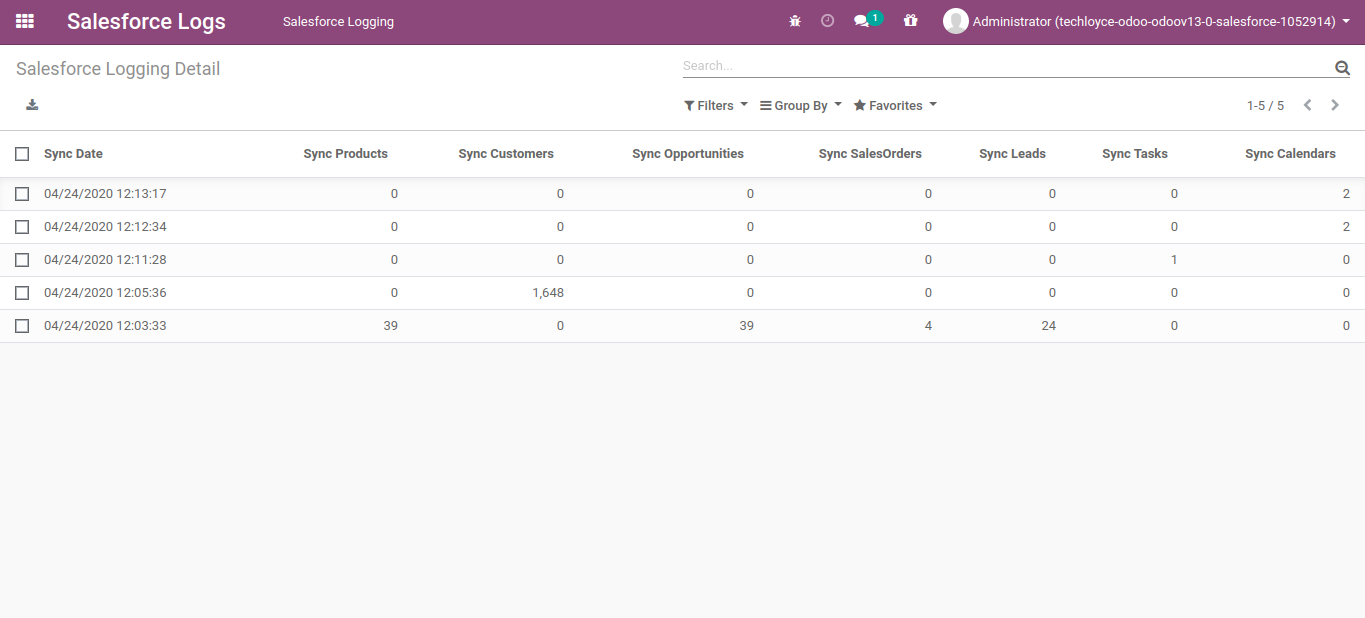 Salesforce Logs Salesforce Logging 1 Administrator (techloyce-odoo-odoov13-0-salesforce-1052914)
Salesforce Logging Detail Search...
Filters Group By Favorites 1-5 / 5
Sync Date Sync Products Sync Customers Sync Opportunities Sync SalesOrders Sync Leads Sync Tasks Sync Calendars
04/24/2020 12:13:17 0 0 0 0 0 0 2
04/24/2020 12:12:34 0 0 0 0 0 0 2
04/24/2020 12:11:28 0 0 0 0 0 1 0
04/24/2020 12:05:36 0 1,648 0 0 0 0 0
04/24/2020 12:03:33 39 0 39 4 24 0 0